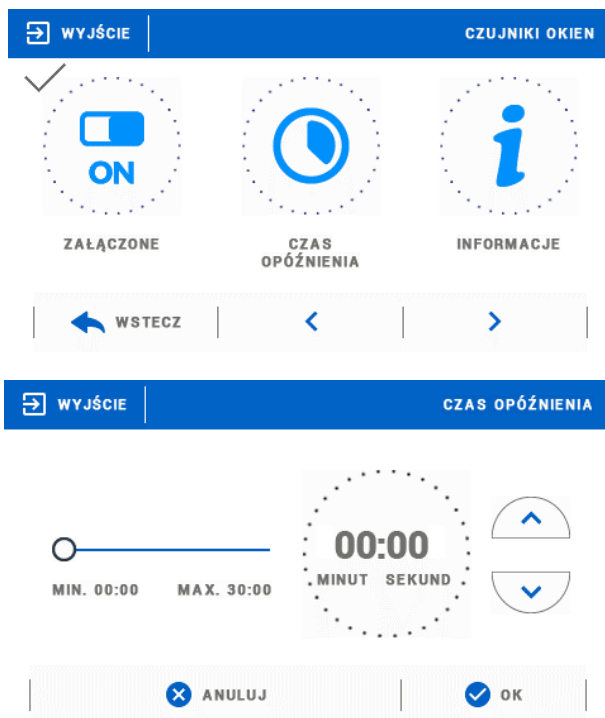 WYJŚCIE
CZUJNIKI OKIEN
ON
ZAŁĄCZONE
CZAS
OPÓŹNIENIA
INFORMACJE
WSTECZ
WYJŚCIE
CZAS OPÓŹNIENIA
00:00
MINUT SEKUND
MIN. 00:00 MAX. 30:00
ANULUJ
OK